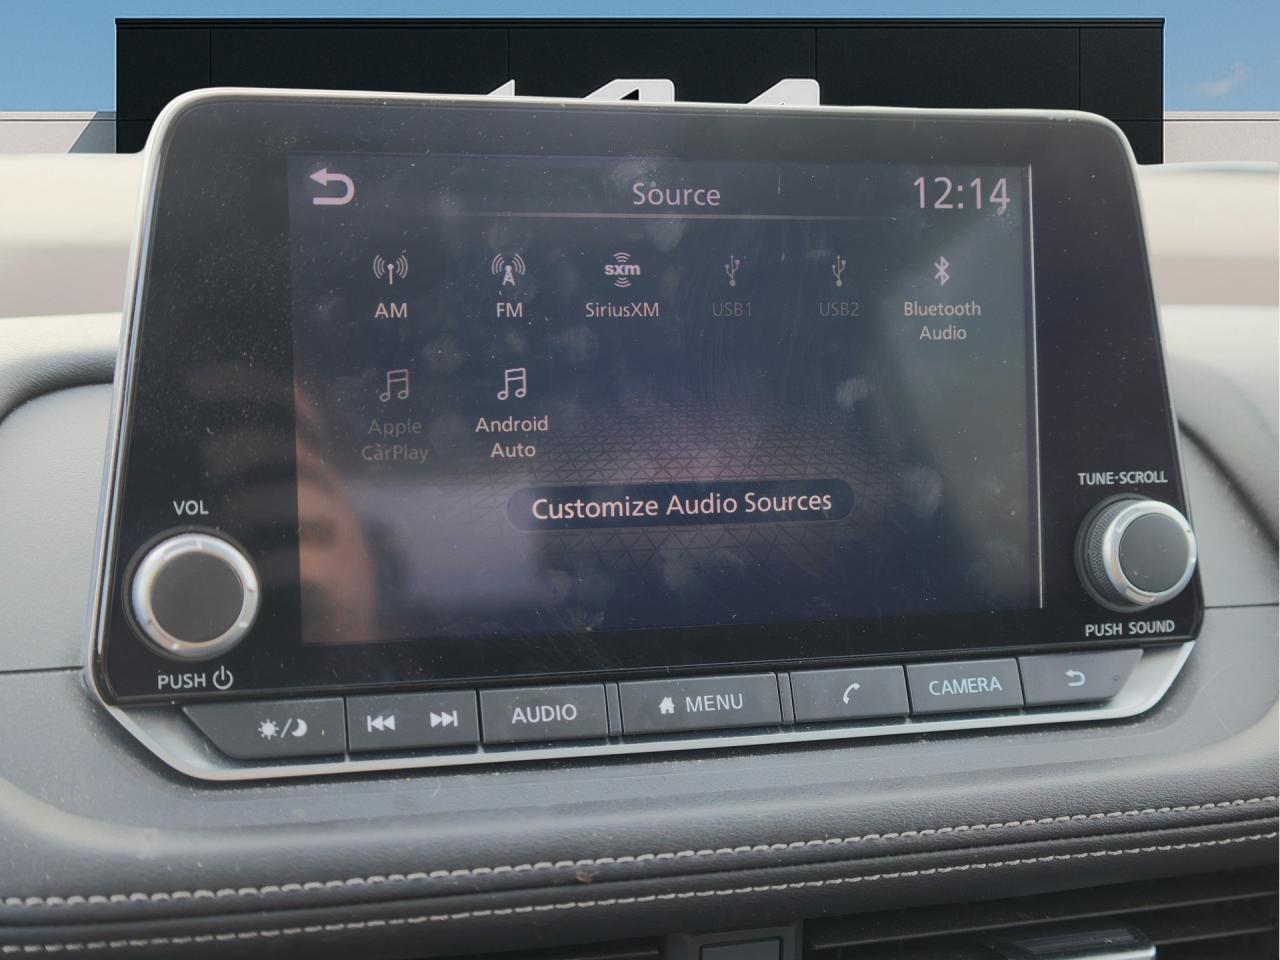 Source
12:14
AM
FM
sxm
SiriusXM
USB1
USB2
Bluetooth
Audio
Apple
CarPlay
Android
Auto
Customize Audio Sources
VOL
PUSH
TUNE·SCROLL
PUSH SOUND
AUDIO
MENU
CAMERA